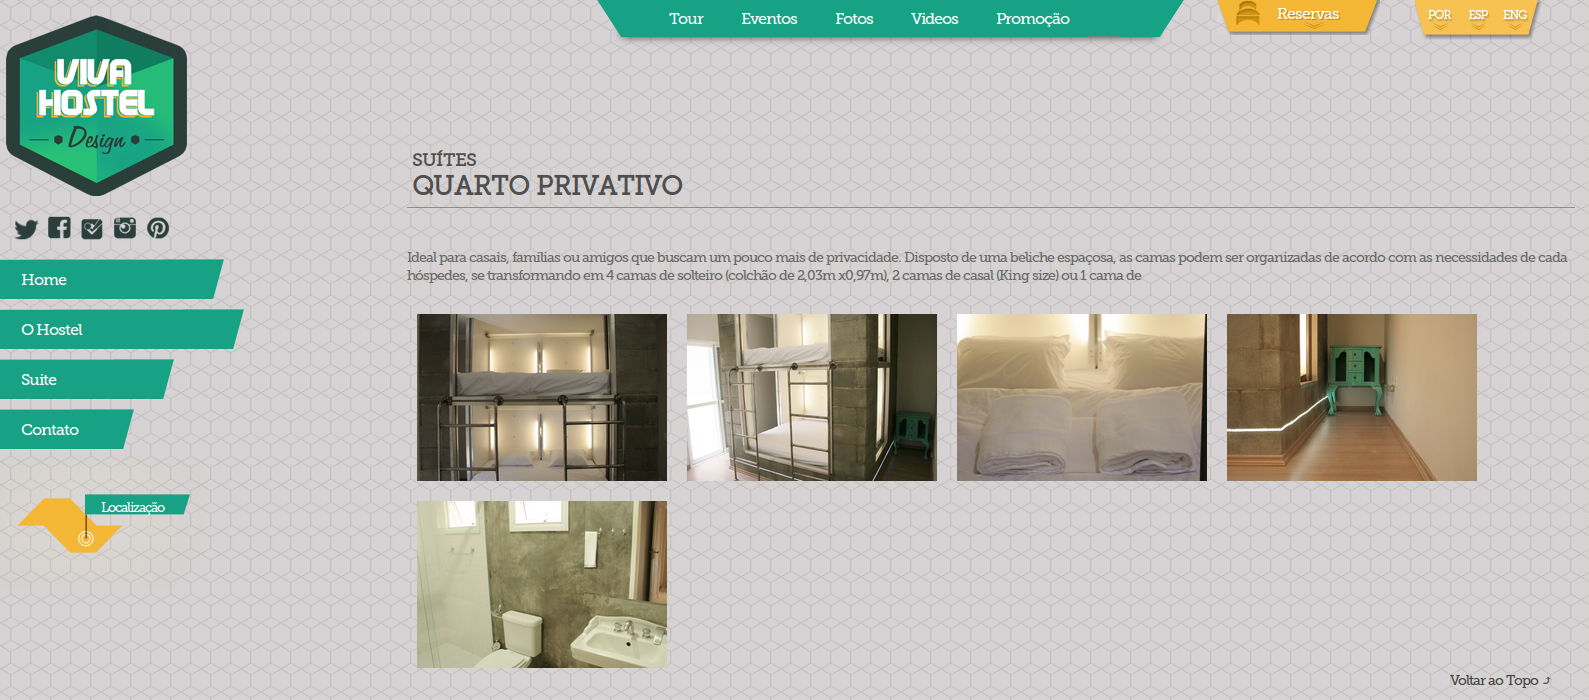 Tour Eventos Fotos Videos Promoção
Reservas
POR ESP ENG
VIVA
HOSTEL
Design
SUÍTES
QUARTO PRIVATIVO
Home
O Hostel
Suite
Contato
Localização
Ideal para casais, famílias ou amigos que buscam um pouco mais de privacidade. Disposto de uma beliche espaçosa, as camas podem ser organizadas de acordo com as necessidades de cada
hóspedes, se transformando em 4 camas de solteiro (colchão de 2,03m x0,97m), 2 camas de casal (King size) ou 1 cama de
Voltar ao Topo